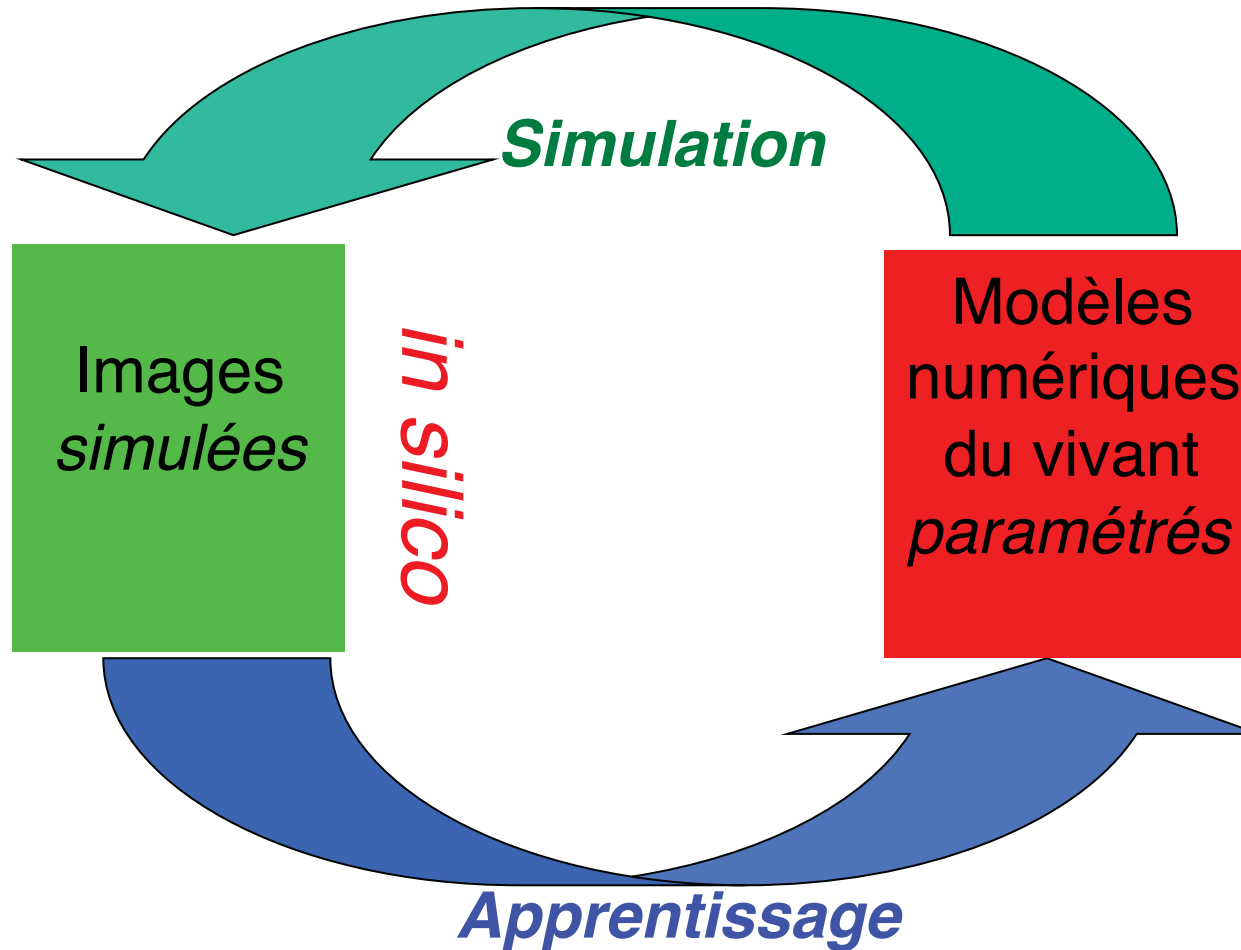 Simulation
Images
simulées
in silico
Modèles
numériques
du vivant
paramétrés
Apprentissage